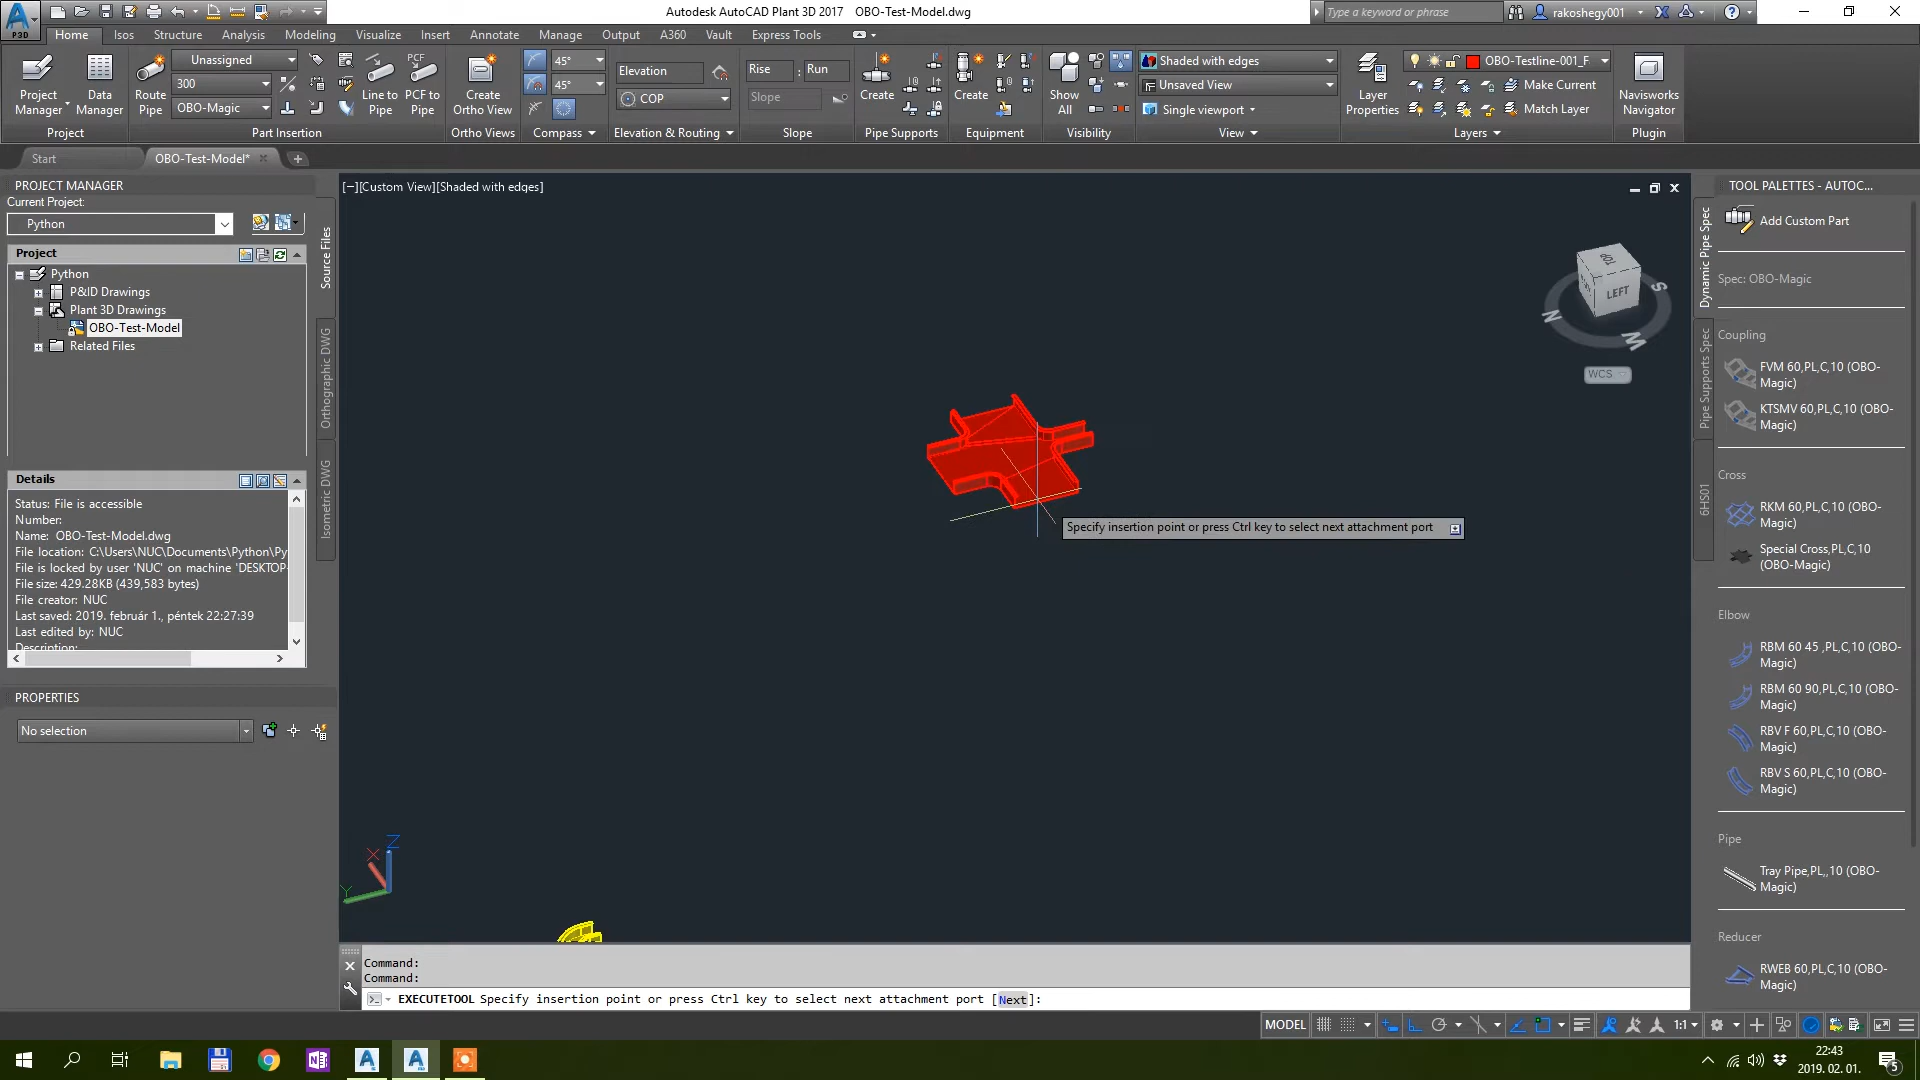 Autodesk AutoCAD Plant 3D 2017 OBO-Test-Model.dwg
Type a keyword or phrase
rakoshegy001
P3D
Home Isos Structure Analysis Modeling Visualize Insert Annotate Manage Output A360 Vault Express Tools
Project Manager
Data Manager
Project
Route Pipe
Unassigned
300
OBO-Magic
Line to Pipe
PCF
PCF to Pipe
Part Insertion
Create Ortho View
Ortho Views
45°
45°
Compass
Elevation
COP
Elevation & Routing
Rise : Run
Slope
Slope
Create
Pipe Supports
Create
Equipment
Show All
Visibility
Shaded with edges
Unsaved View
Single viewport
View
Layer Properties
OBO-Testline-001_F
Make Current
Match Layer
Layers
Navisworks Navigator
Plugin
Start
OBO-Test-Model*
PROJECT MANAGER
Current Project:
Python
Project
Python
P&ID Drawings
Plant 3D Drawings
OBO-Test-Model
Related Files
Source Files
Orthographic DWG
Isometric DWG
Details
Status: File is accessible
Number:
Name: OBO-Test-Model.dwg
File location: C:\Users\NUC\Documents\Python\Py
File is locked by user 'NUC' on machine 'DESKTOP-
File size: 429.28KB (439,583 bytes)
File creator: NUC
Last saved: 2019. február 1., péntek 22:27:39
Last edited by: NUC
Description:
PROPERTIES
No selection
[−][Custom View][Shaded with edges]
TOP
LEFT
N
S
W
WCS
Specify insertion point or press Ctrl key to select next attachment port
X
Y
Z
Command:
Command:
EXECUTETOOL Specify insertion point or press Ctrl key to select next attachment port [Next]:
TOOL PALETTES - AUTOC...
Dynamic Pipe Spec
Pipe Supports Spec
6HS01
Add Custom Part
Spec: OBO-Magic
Coupling
FVM 60,PL,C,10 (OBO-
Magic)
KTSMV 60,PL,C,10 (OBO-
Magic)
Cross
RKM 60,PL,C,10 (OBO-
Magic)
Special Cross,PL,C,10
(OBO-Magic)
Elbow
RBM 60 45 ,PL,C,10 (OBO-
Magic)
RBM 60 90,PL,C,10 (OBO-
Magic)
RBV F 60,PL,C,10 (OBO-
Magic)
RBV S 60,PL,C,10 (OBO-
Magic)
Pipe
Tray Pipe,PL,,10 (OBO-
Magic)
Reducer
RWEB 60,PL,C,10 (OBO-
Magic)
MODEL
1:1
22:43
2019. 02. 01.
5